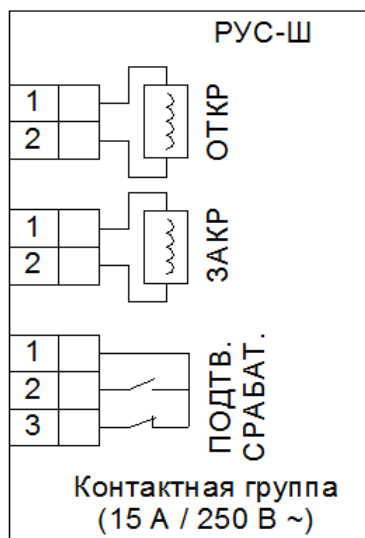 РУС-Ш
1
2
ОТКР
1
2
ЗАКР
1
2
3
ПОДТВ.
СРАБАТ.
Контактная группа
(15 А / 250 В ~)